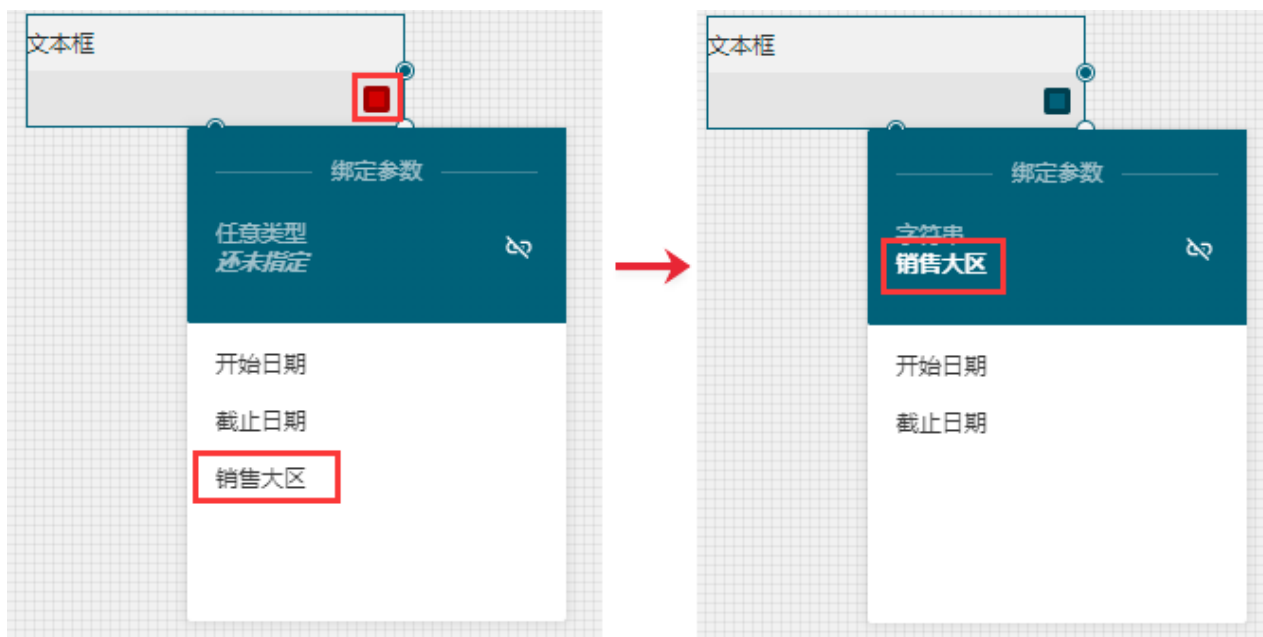 文本框
绑定参数
任意类型
还未指定
开始日期
截止日期
销售大区
文本框
绑定参数
字符串
销售大区
开始日期
截止日期